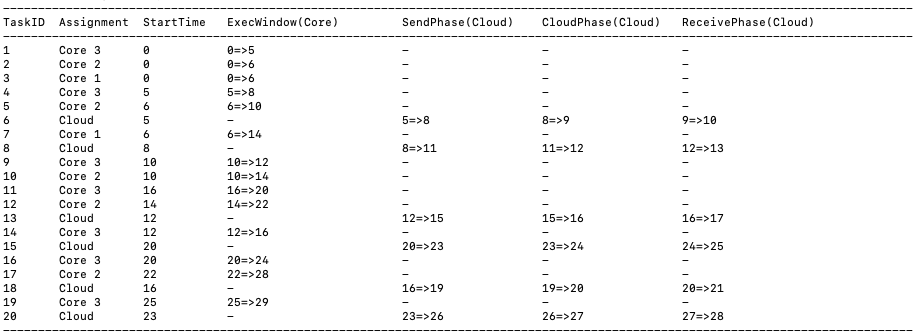 TaskID  Assignment  StartTime   ExecWindow(Core)         SendPhase(Cloud)    CloudPhase(Cloud)   ReceivePhase(Cloud)
1       Core 3      0           0=>5                     –                   –                   –
2       Core 2      0           0=>6                     –                   –                   –
3       Core 1      0           0=>6                     –                   –                   –
4       Core 3      5           5=>8                     –                   –                   –
5       Core 2      6           6=>10                    –                   –                   –
6       Cloud       5           –                        5=>8                8=>9                9=>10
7       Core 1      6           6=>14                    –                   –                   –
8       Cloud       8           –                        8=>11               11=>12              12=>13
9       Core 3      10          10=>12                   –                   –                   –
10      Core 2      10          10=>14                   –                   –                   –
11      Core 3      16          16=>20                   –                   –                   –
12      Core 2      14          14=>22                   –                   –                   –
13      Cloud       12          –                        12=>15              15=>16              16=>17
14      Core 3      12          12=>16                   –                   –                   –
15      Cloud       20          –                        20=>23              23=>24              24=>25
16      Core 3      20          20=>24                   –                   –                   –
17      Core 2      22          22=>28                   –                   –                   –
18      Cloud       16          –                        16=>19              19=>20              20=>21
19      Core 3      25          25=>29                   –                   –                   –
20      Cloud       23          –                        23=>26              26=>27              27=>28